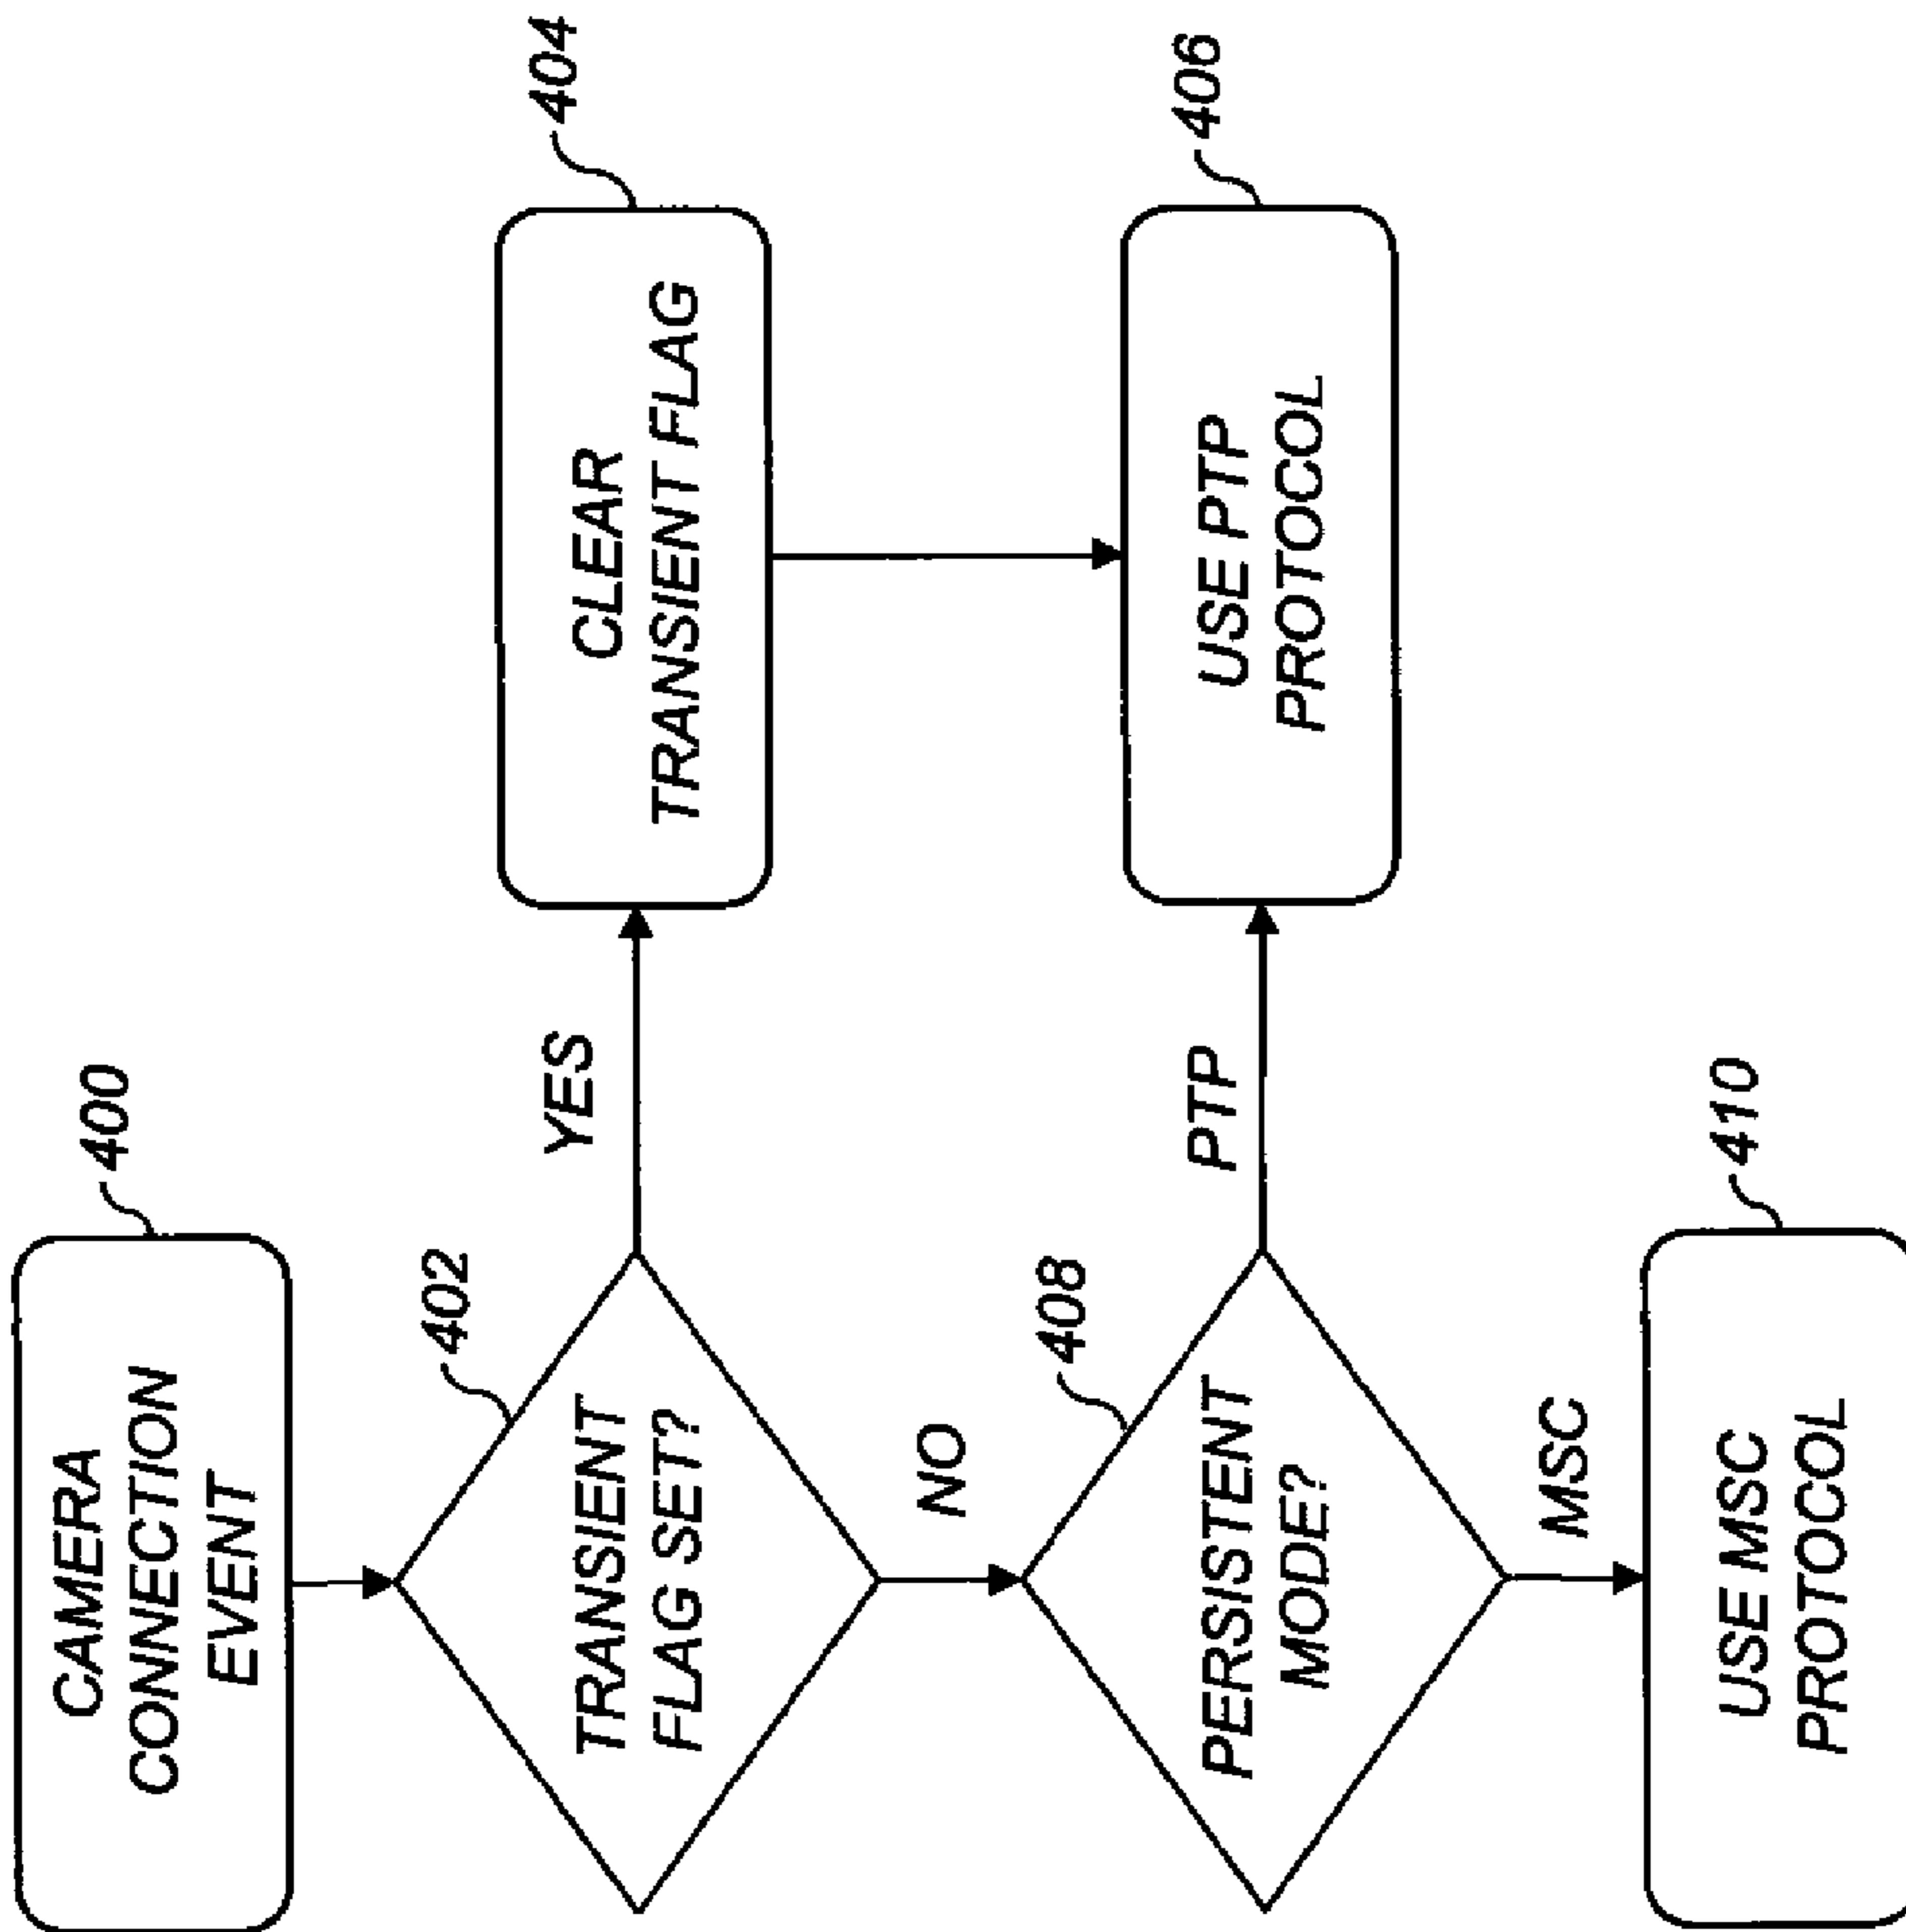 400
CAMERA
CONNECTION
EVENT
402
TRANSIENT
FLAG SET?
YES
404
CLEAR
TRANSIENT FLAG
NO
408
PERSISTENT
MODE?
PTP
406
USE PTP
PROTOCOL
MSC
410
USE MSC
PROTOCOL